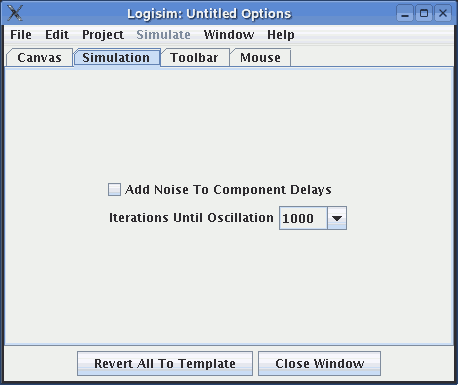 Logisim: Untitled Options
File Edit Project Simulate Window Help
Canvas Simulation Toolbar Mouse
Add Noise To Component Delays
Iterations Until Oscillation 1000
Revert All To Template Close Window